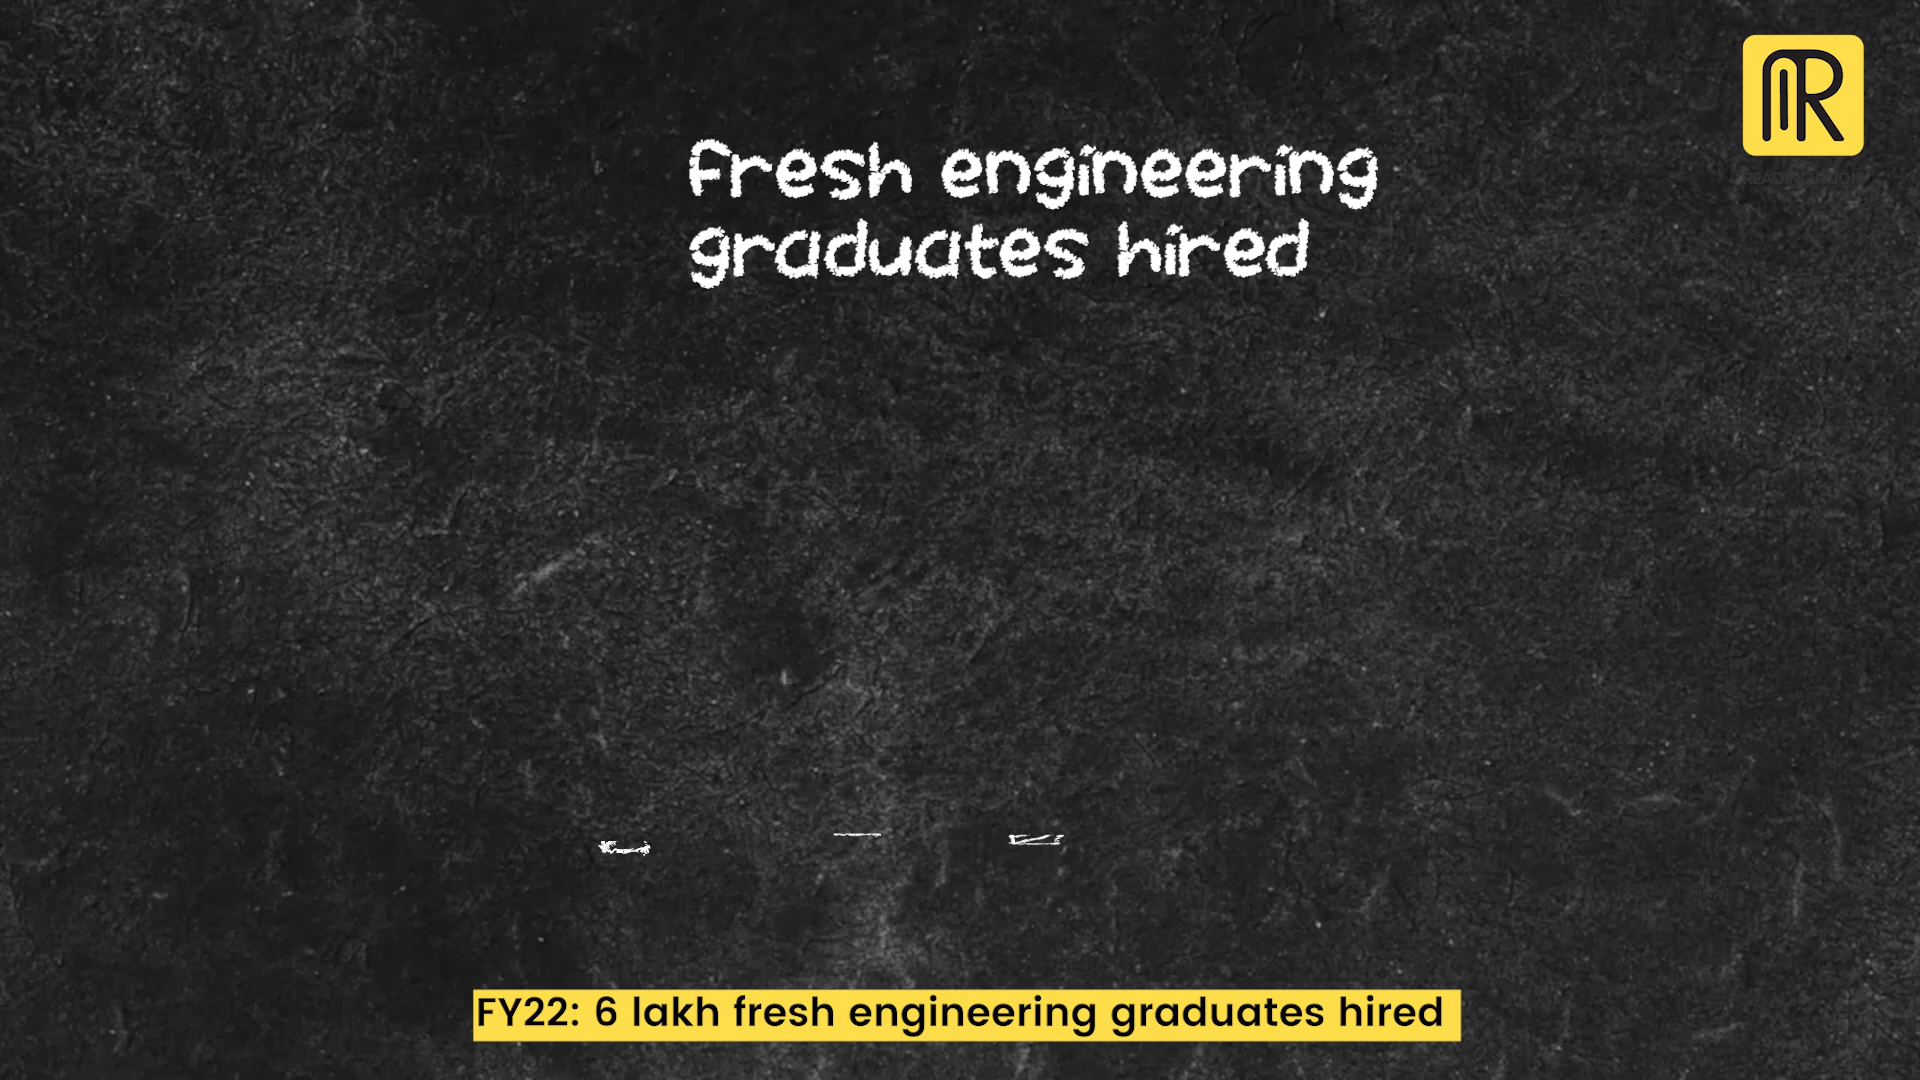 fresh engineering
graduates hired
FY22: 6 lakh fresh engineering graduates hired